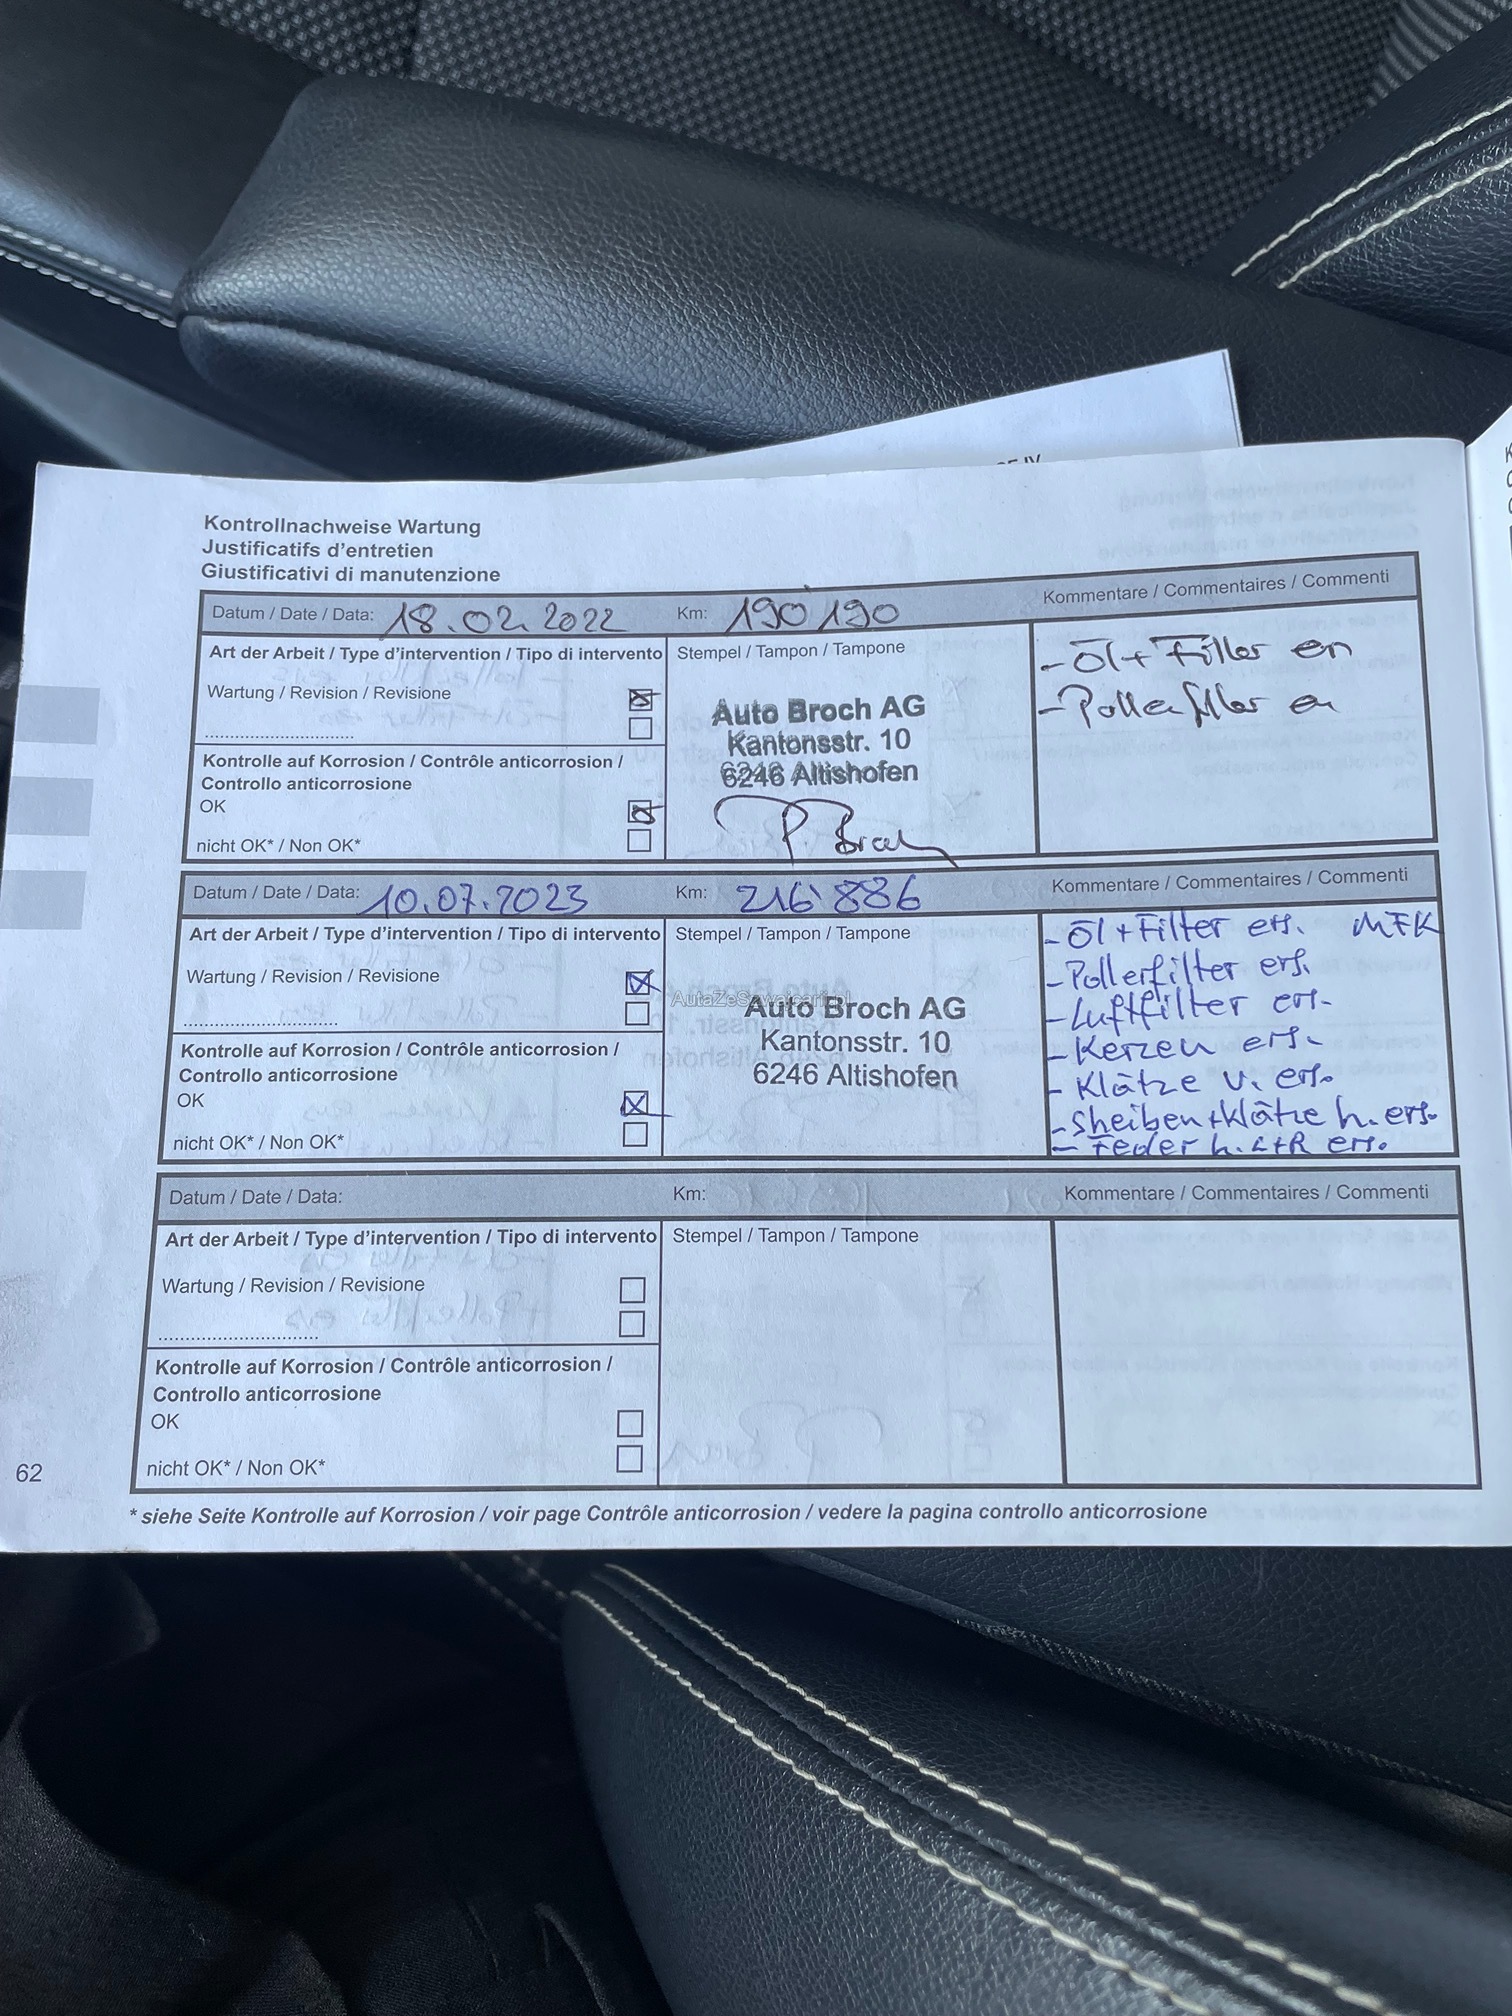 Kontrollnachweise Wartung
Justificatifs d'entretien
Giustificativi di manutenzione
Datum / Date / Data: 18.02.2022 Km: 190'190 Kommentare / Commentaires / Commenti
Art der Arbeit / Type d'intervention / Tipo di intervento Stempel / Tampon / Tampone
- Öl + Filter
Wartung / Revision / Revisione
- Pollenfilter
Auto Broch AG
Kantonsstr. 10
6246 Altishofen
P. Broch
Kontrolle auf Korrosion / Contrôle anticorrosion /
Controllo anticorrosione
OK
nicht OK* / Non OK*
Datum / Date / Data: 10.07.2023 Km: 216'886 Kommentare / Commentaires / Commenti
Art der Arbeit / Type d'intervention / Tipo di intervento Stempel / Tampon / Tampone
- Öl + Filter ers. MFK
- Pollenfilter ers.
- Luftfilter ers.
- Kerzen ers.
- Klötze v. ers.
- Sheiben + Klötze h. ers.
- Feder h. L+R ers.
Wartung / Revision / Revisione
AutaZeSzwajcarii.pl
Auto Broch AG
Kantonsstr. 10
6246 Altishofen
Kontrolle auf Korrosion / Contrôle anticorrosion /
Controllo anticorrosione
OK
nicht OK* / Non OK*
Datum / Date / Data: Km: Kommentare / Commentaires / Commenti
Art der Arbeit / Type d'intervention / Tipo di intervento Stempel / Tampon / Tampone
Wartung / Revision / Revisione
Kontrolle auf Korrosion / Contrôle anticorrosion /
Controllo anticorrosione
OK
nicht OK* / Non OK*
62
* siehe Seite Kontrolle auf Korrosion / voir page Contrôle anticorrosion / vedere la pagina controllo anticorrosione